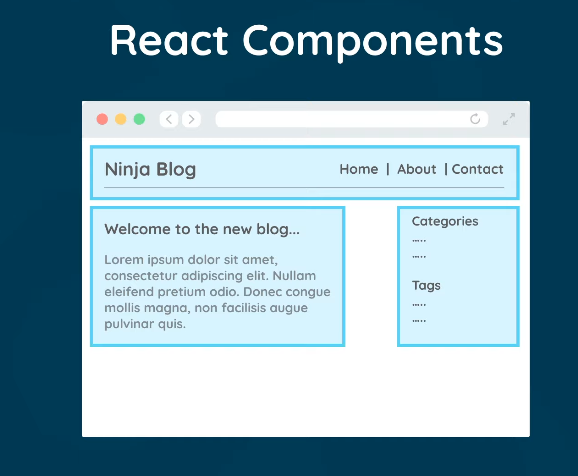 React Components
Ninja Blog
Home | About | Contact
Welcome to the new blog...
Lorem ipsum dolor sit amet,
consectetur adipiscing elit. Nullam
eleifend pretium odio. Donec congue
mollis magna, non facilisis augue
pulvinar quis.
Categories
.....
.....
Tags
.....
.....